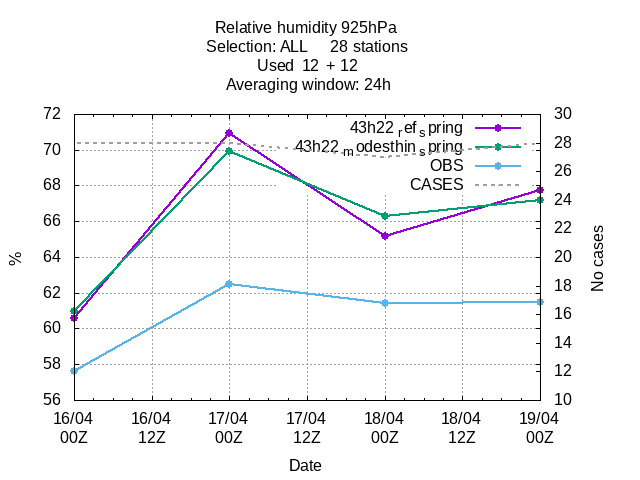 Relative humidity 925hPa
Selection: ALL     28 stations
Used  12  + 12
Averaging window: 24h
72 30
43h22ᵣefₛpring
70 28
43h22ₘodesthinₛpring
OBS
68 26
CASES
24
66 22
64 20
%
No cases
62 18
60 16
14
58 12
56 10
16/04 16/04 17/04 17/04 18/04 18/04 19/04
00Z 12Z 00Z 12Z 00Z 12Z 00Z
Date